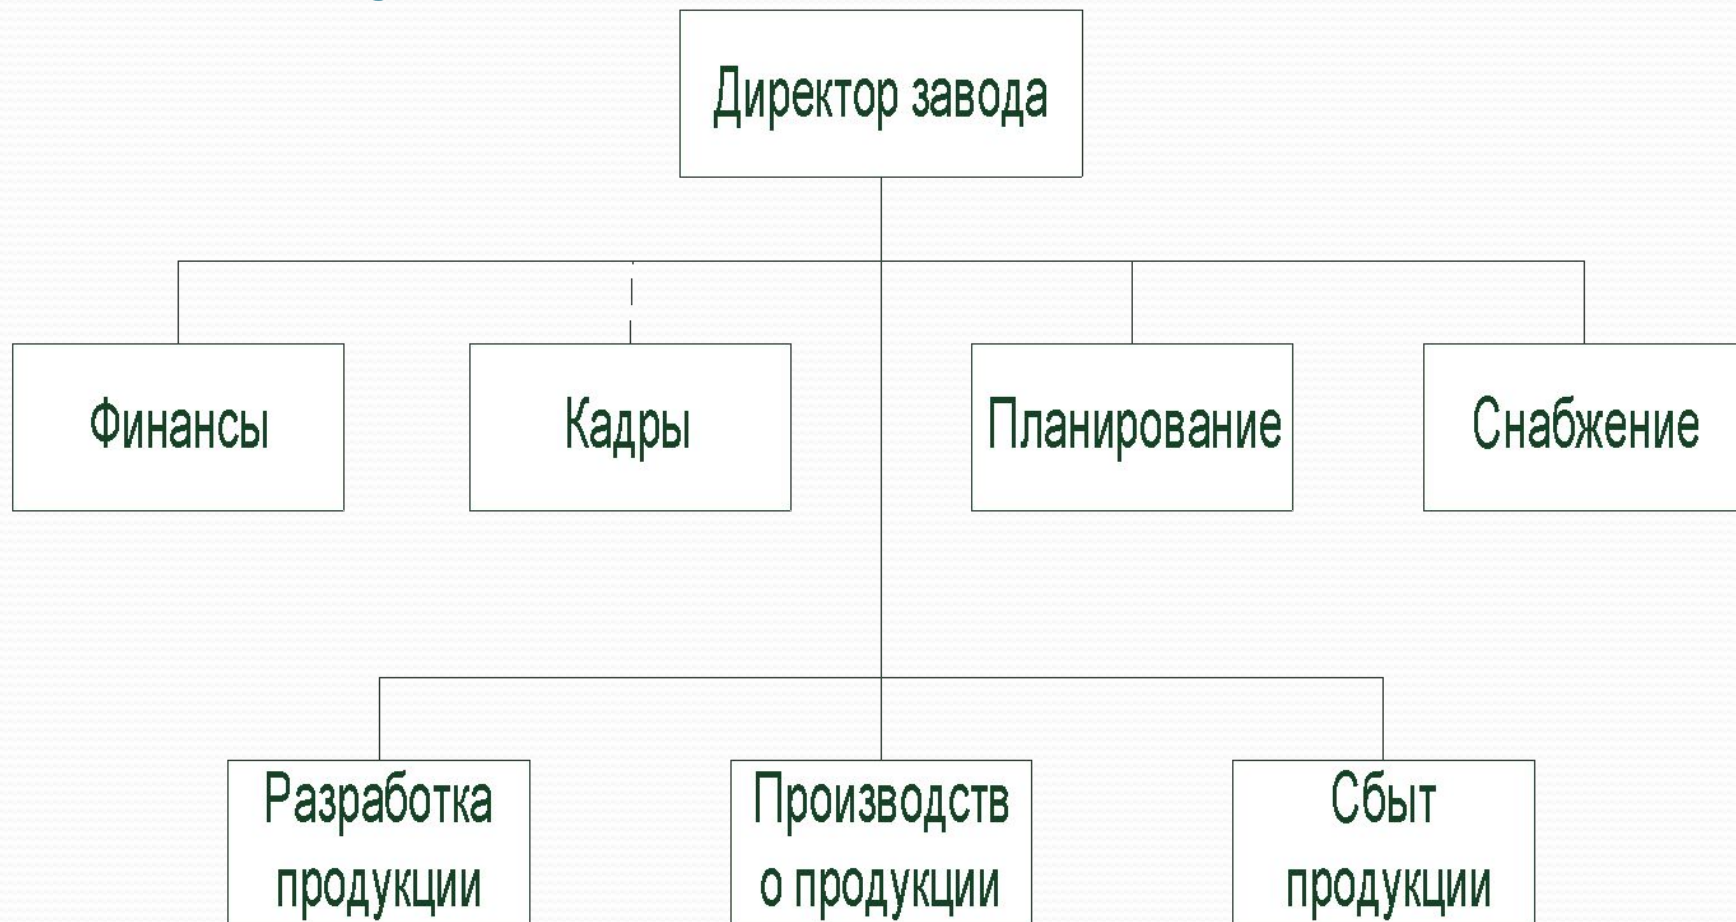 Директор завода
Финансы
Кадры
Планирование
Снабжение
Разработка
продукции
Производств
о продукции
Сбыт
продукции